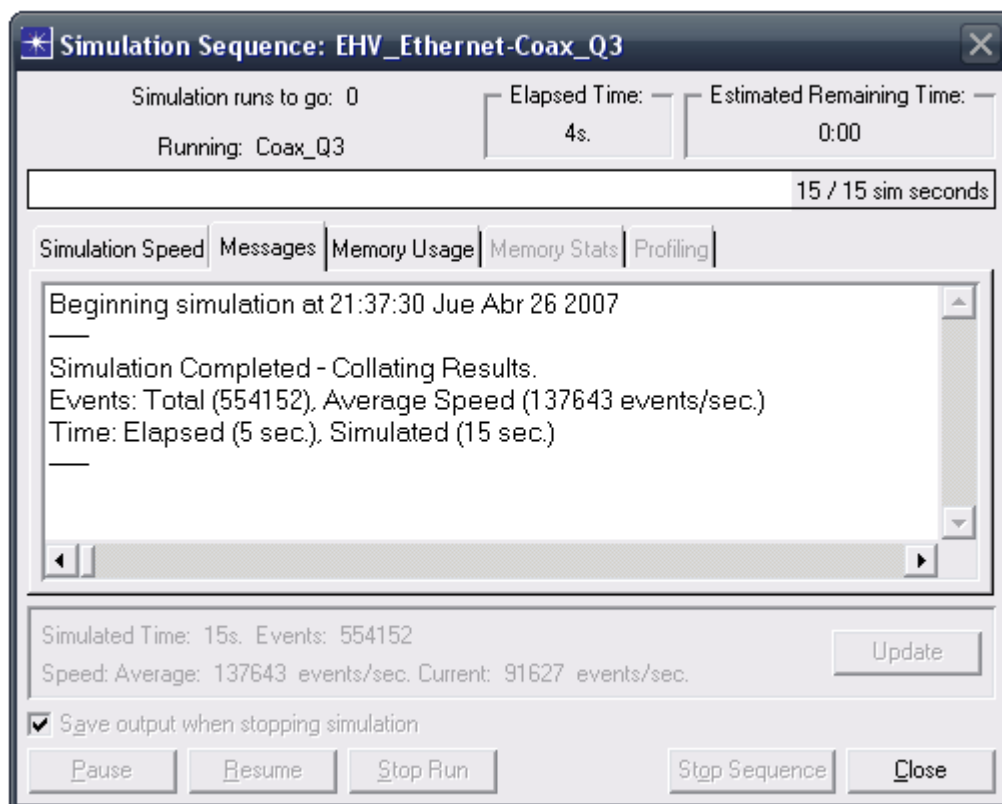 Simulation Sequence: EHV_Ethernet-Coax_Q3
Simulation runs to go: 0
Running: Coax_Q3
Elapsed Time:
4s.
Estimated Remaining Time:
0:00
15 / 15 sim seconds
Simulation Speed Messages Memory Usage Memory Stats Profiling
Beginning simulation at 21:37:30 Jue Abr 26 2007
Simulation Completed - Collating Results.
Events: Total (554152), Average Speed (137643 events/sec.)
Time: Elapsed (5 sec.), Simulated (15 sec.)
Simulated Time: 15s. Events: 554152
Speed: Average: 137643 events/sec. Current: 91627 events/sec.
Update
Save output when stopping simulation
Pause Resume Stop Run Stop Sequence Close